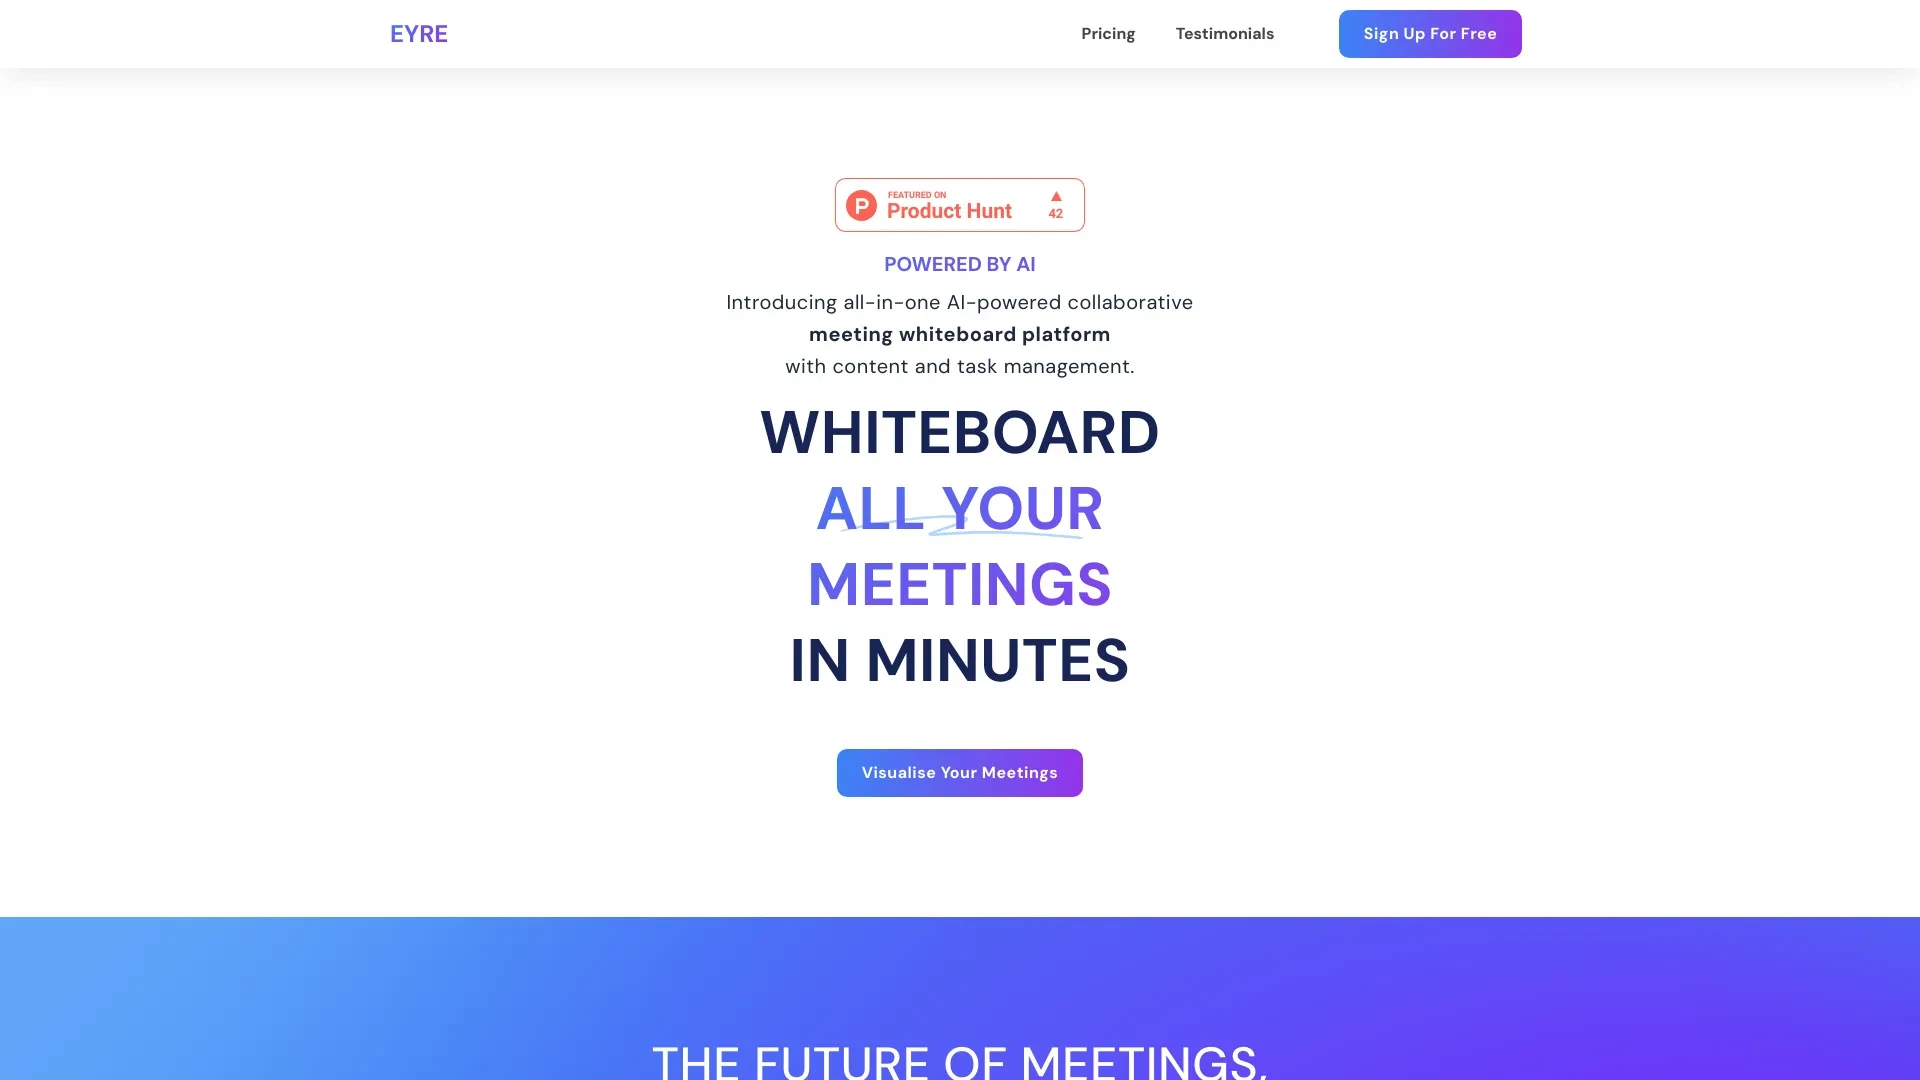 EYRE
Pricing
Testimonials
Sign Up For Free
FEATURED ON
Product Hunt
42
POWERED BY AI
Introducing all-in-one AI-powered collaborative
meeting whiteboard platform
with content and task management.
WHITEBOARD
ALL YOUR
MEETINGS
IN MINUTES
Visualise Your Meetings
THE FUTURE OF MEETINGS,